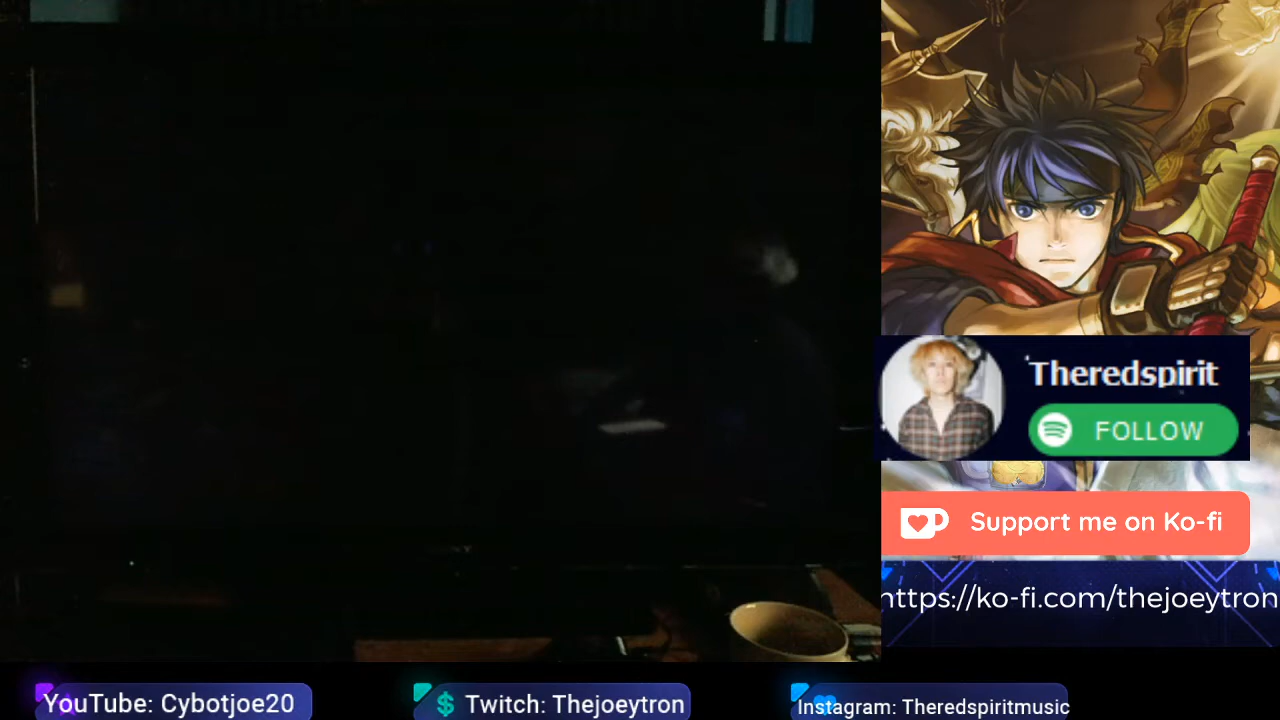 Theredspirit
FOLLOW
Support me on Ko-fi
https://ko-fi.com/thejoeytron
YouTube: Cybotjoe20
Twitch: Thejoeytron
Instagram: Theredspiritmusic